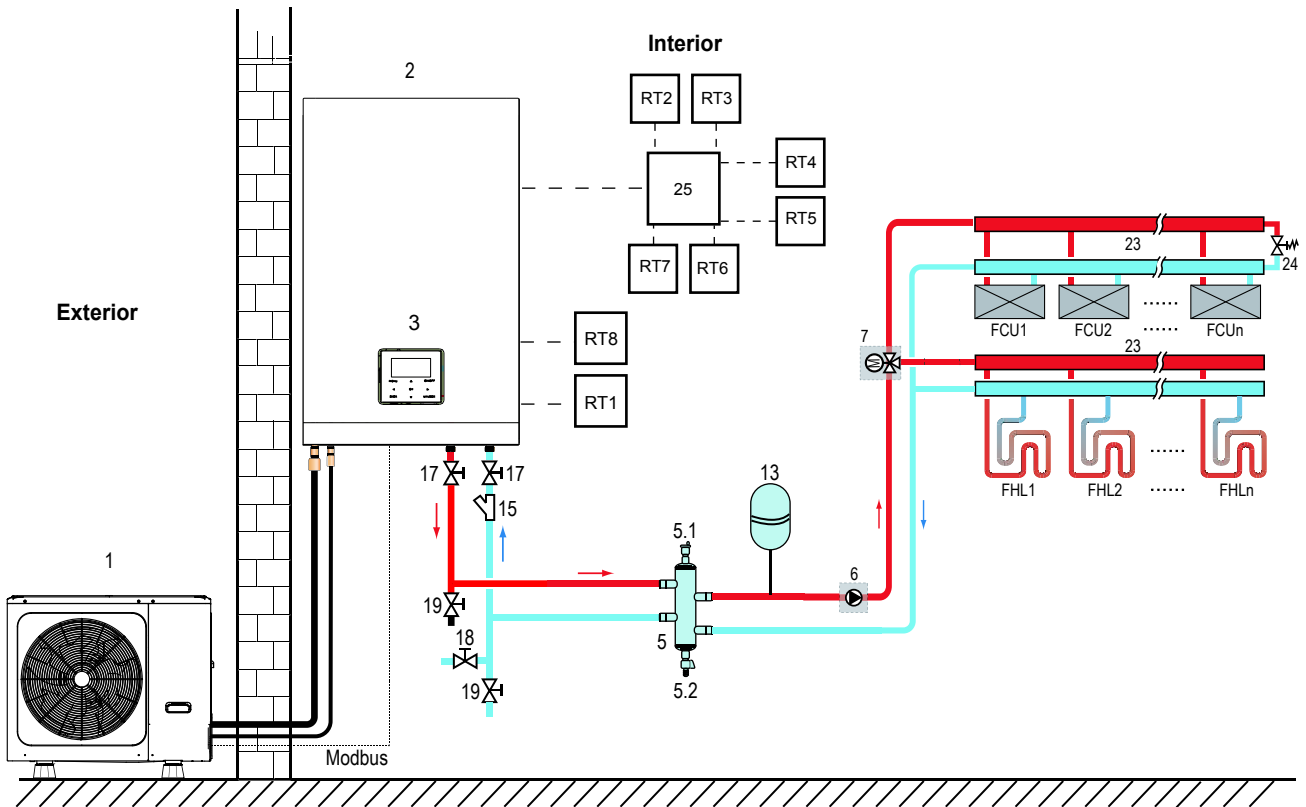 Interior
2
RT2
RT3
RT4
25
RT5
RT7
RT6
Exterior
3
RT8
RT1
23
24
FCU1
FCU2
......
......
FCUn
7
23
17
17
15
13
FHL1
FHL2
......
FHLn
1
5.1
6
19
18
5
5.2
19
Modbus